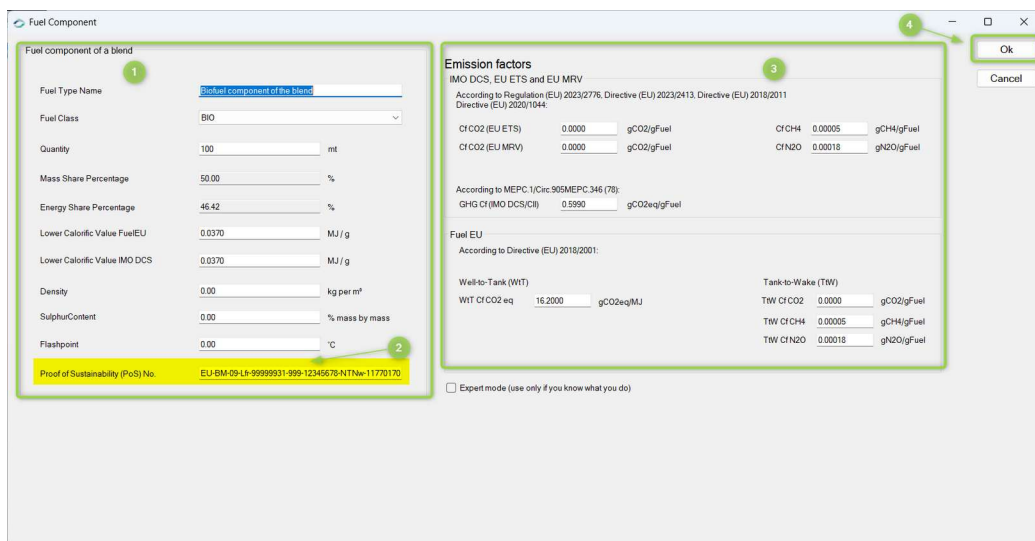 Fuel Component
4
Ok
Cancel
Fuel component of a blend
1
Fuel Type Name Biofuel component of the blend
Fuel Class BIO
Quantity 100 mt
Mass Share Percentage 50.00 %
Energy Share Percentage 46.42 %
Lower Calorific Value FuelEU 0.0370 MJ / g
Lower Calorific Value IMO DCS 0.0370 MJ / g
Density 0.00 kg per m³
SulphurContent 0.00 % mass by mass
Flashpoint 0.00 °C
2
Proof of Sustainability (PoS) No. EU-BM-09-Lfr-99999931-999-12345678-NTNw-11770170
Emission factors
3
IMO DCS, EU ETS and EU MRV
According to Regulation (EU) 2023/2776, Directive (EU) 2023/2413, Directive (EU) 2018/2011
Directive (EU) 2020/1044:
Cf CO2 (EU ETS) 0.0000 gCO2/gFuel Cf CH4 0.00005 gCH4/gFuel
Cf CO2 (EU MRV) 0.0000 gCO2/gFuel Cf N2O 0.00018 gN2O/gFuel
According to MEPC.1/Circ.905MEPC.346 (78):
GHG Cf (IMO DCS/CII) 0.5990 gCO2eq/gFuel
Fuel EU
According to Directive (EU) 2018/2001:
Well-to-Tank (WtT) Tank-to-Wake (TtW)
WtT Cf CO2 eq 16.2000 gCO2eq/MJ TtW Cf CO2 0.0000 gCO2/gFuel
TtW Cf CH4 0.00005 gCH4/gFuel
TtW Cf N2O 0.00018 gN2O/gFuel
Expert mode (use only if you know what you do)